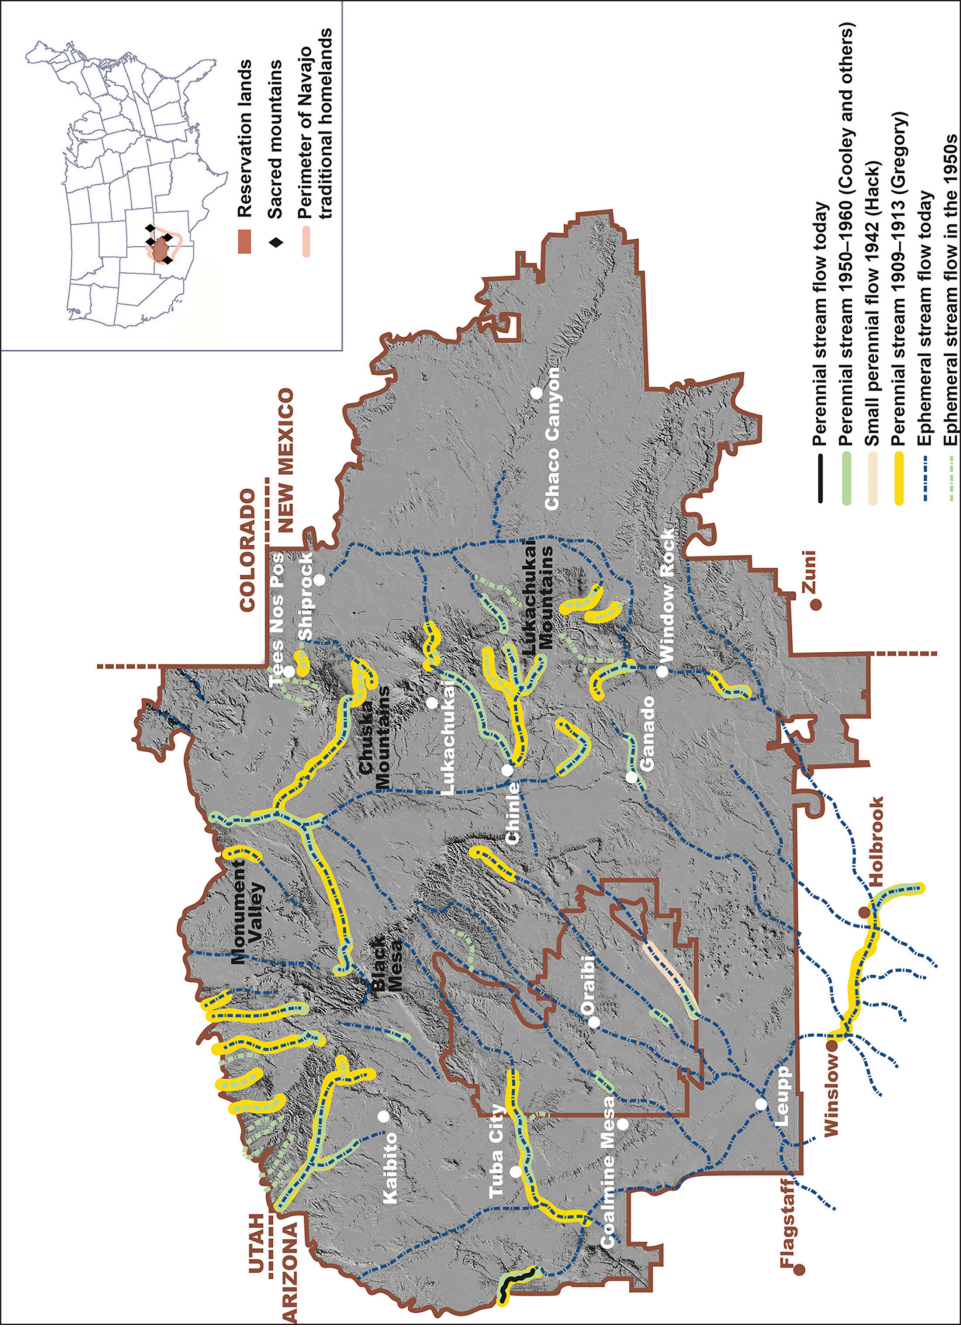 Reservation lands
Sacred mountains
Perimeter of Navajo
traditional homelands
UTAH
ARIZONA
COLORADO
NEW MEXICO
Monument
Valley
Tees Nos Pos
Shiprock
Kaibito
Black
Mesa
Chuska
Mountains
Lukachukai
Lukachukai
Mountains
Chaco Canyon
Tuba City
Chinle
Coalmine Mesa
Oraibi
Ganado
Window Rock
Leupp
Flagstaff
Winslow
Holbrook
Zuni
Perennial stream flow today
Perennial stream 1950–1960 (Cooley and others)
Small perennial flow 1942 (Hack)
Perennial stream 1909–1913 (Gregory)
Ephemeral stream flow today
Ephemeral stream flow in the 1950s